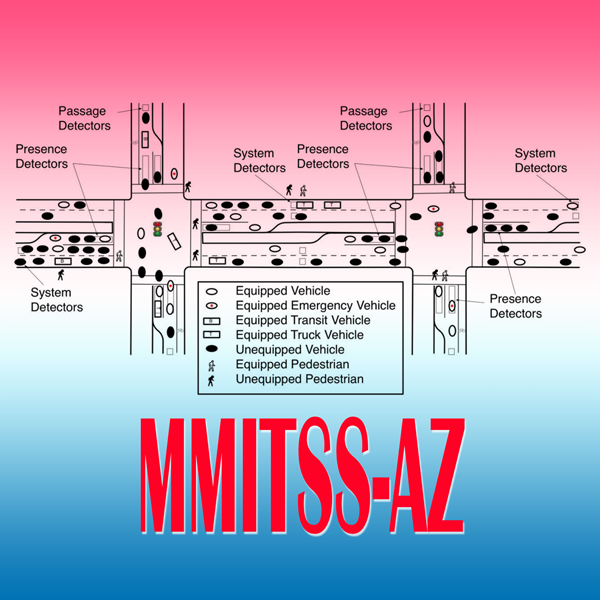 Passage
Detectors
Passage
Detectors
Presence
Detectors
System
Detectors
Presence
Detectors
System
Detectors
System
Detectors
Presence
Detectors
Equipped Vehicle
Equipped Emergency Vehicle
Equipped Transit Vehicle
Equipped Truck Vehicle
Unequipped Vehicle
Equipped Pedestrian
Unequipped Pedestrian
MMITSS-AZ